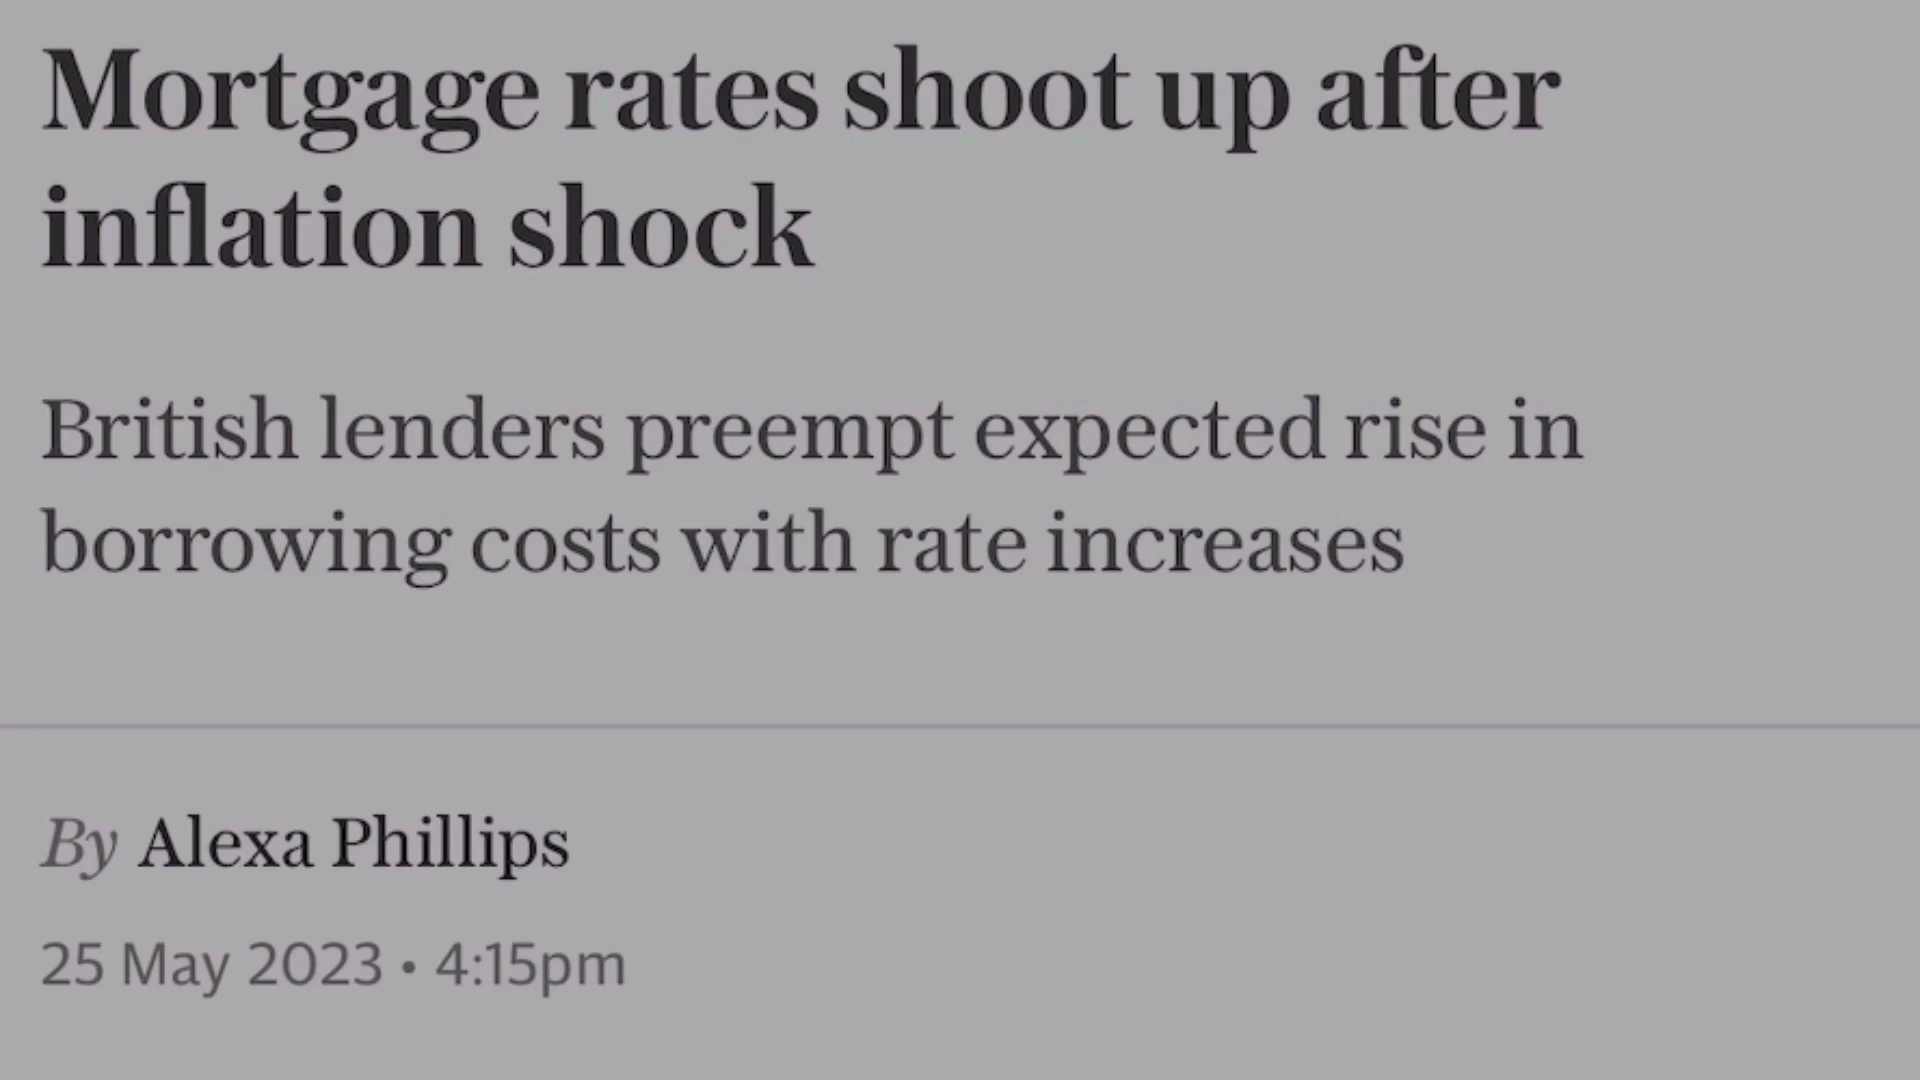 Mortgage rates shoot up after
inflation shock
British lenders preempt expected rise in
borrowing costs with rate increases
By Alexa Phillips
25 May 2023 • 4:15pm